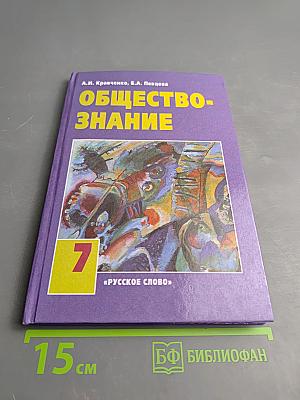 А.И. Кравченко, Е.А. Певцова
ОБЩЕСТВО-
ЗНАНИЕ
7
«РУССКОЕ СЛОВО»
15 см
БФ БИБЛИОФАН